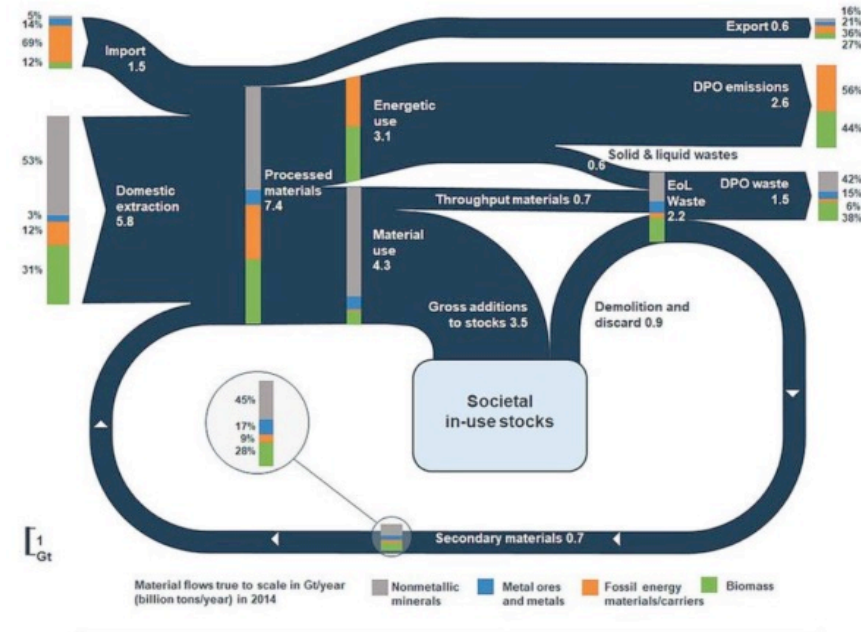 5%
14%
69%
12%
Import
1.5
Export 0.6
16%
21%
36%
27%
53%
3%
12%
31%
Domestic
extraction
5.8
Processed
materials
7.4
Energetic
use
3.1
DPO emissions
2.6
56%
44%
Solid & liquid wastes
0.6
Throughput materials 0.7
EoL
Waste
2.2
DPO waste
1.5
42%
15%
6%
38%
Material
use
4.3
Gross additions
to stocks 3.5
Demolition and
discard 0.9
Societal
in-use stocks
45%
17%
9%
28%
Secondary materials 0.7
1
Gt
Material flows true to scale in Gt/year
(billion tons/year) in 2014
Nonmetallic
minerals
Metal ores
and metals
Fossil energy
materials/carriers
Biomass